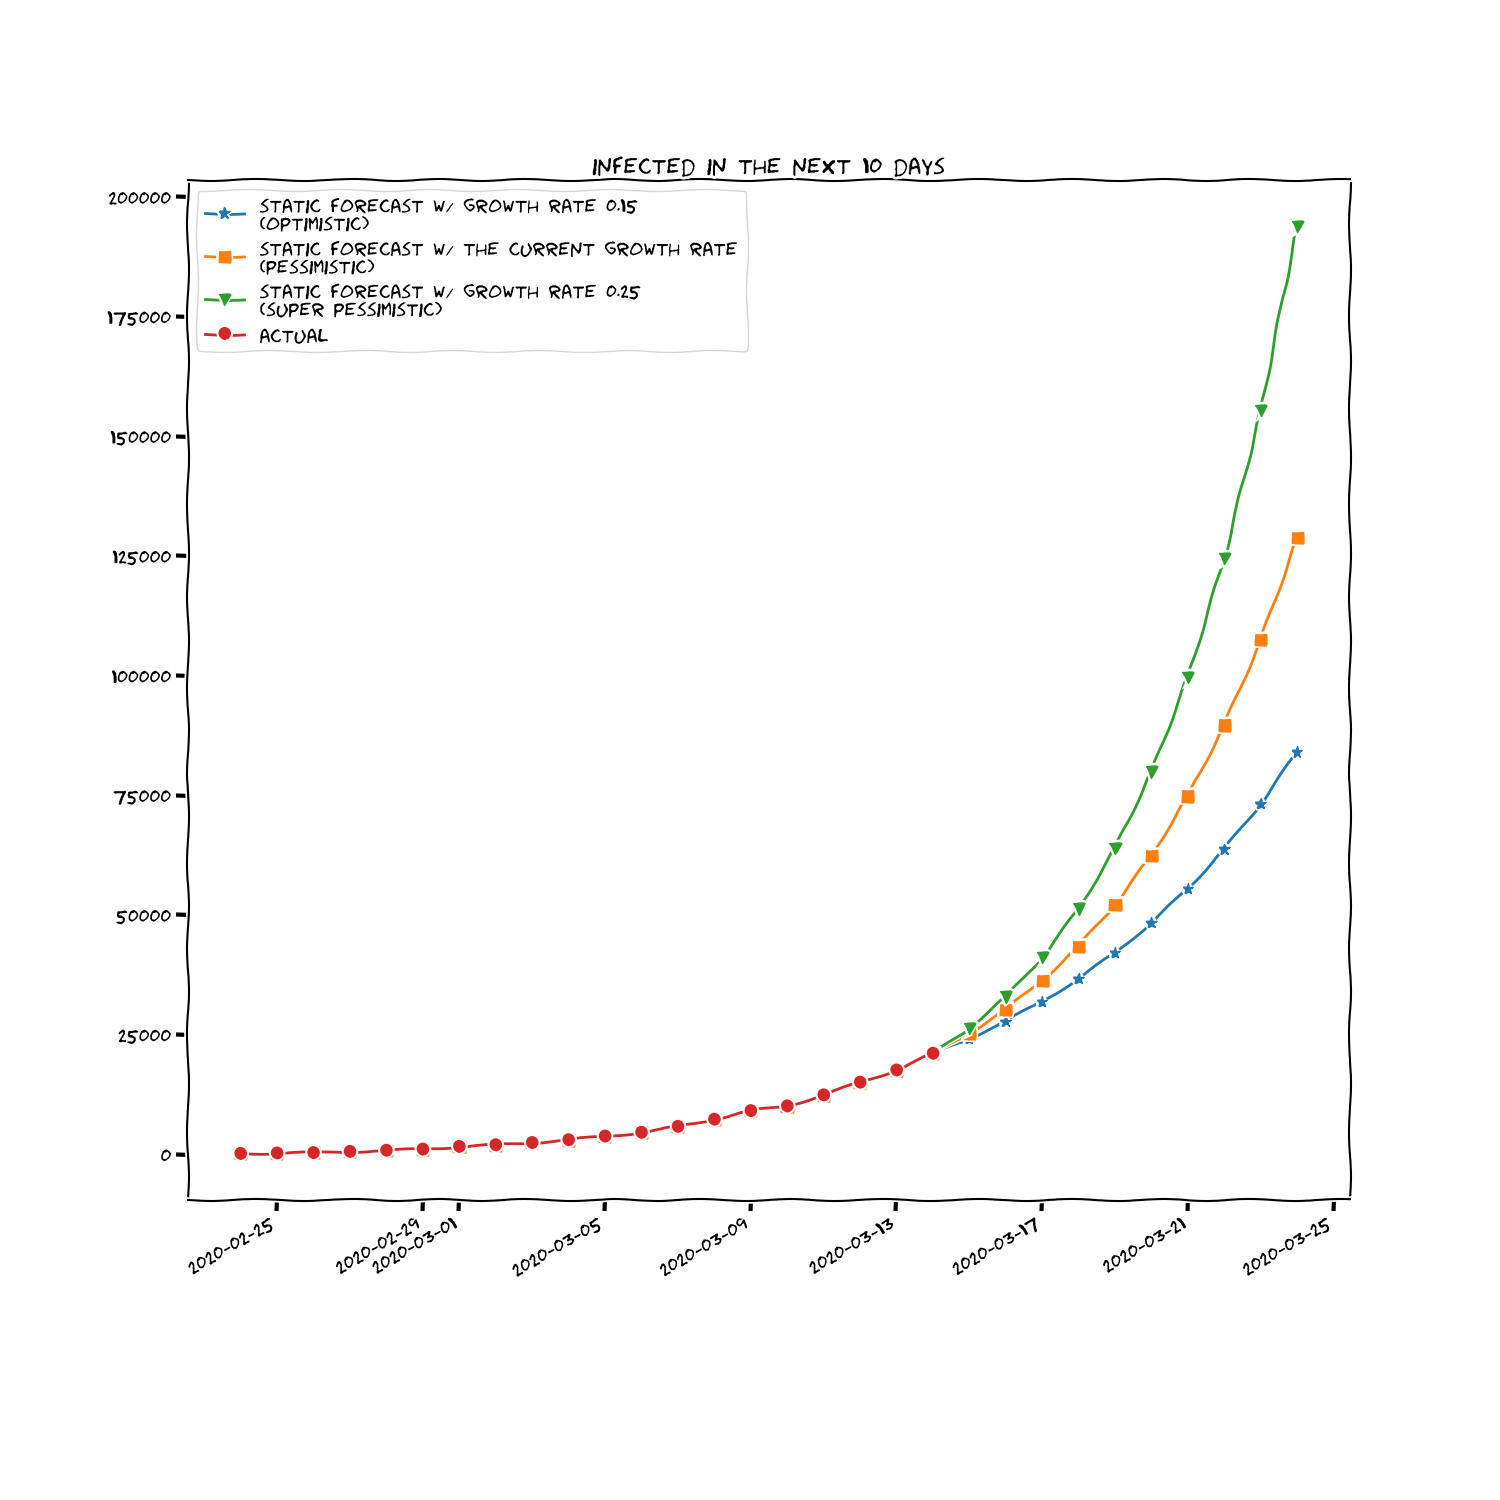 INFECTED IN THE NEXT 10 DAYS
STATIC FORECAST W/ GROWTH RATE 0.15
(OPTIMISTIC)
STATIC FORECAST W/ THE CURRENT GROWTH RATE
(PESSIMISTIC)
STATIC FORECAST W/ GROWTH RATE 0.25
(SUPER PESSIMISTIC)
ACTUAL
200000
175000
150000
125000
100000
75000
50000
25000
0
2020-02-25
2020-02-29
2020-03-01
2020-03-05
2020-03-09
2020-03-13
2020-03-17
2020-03-21
2020-03-25